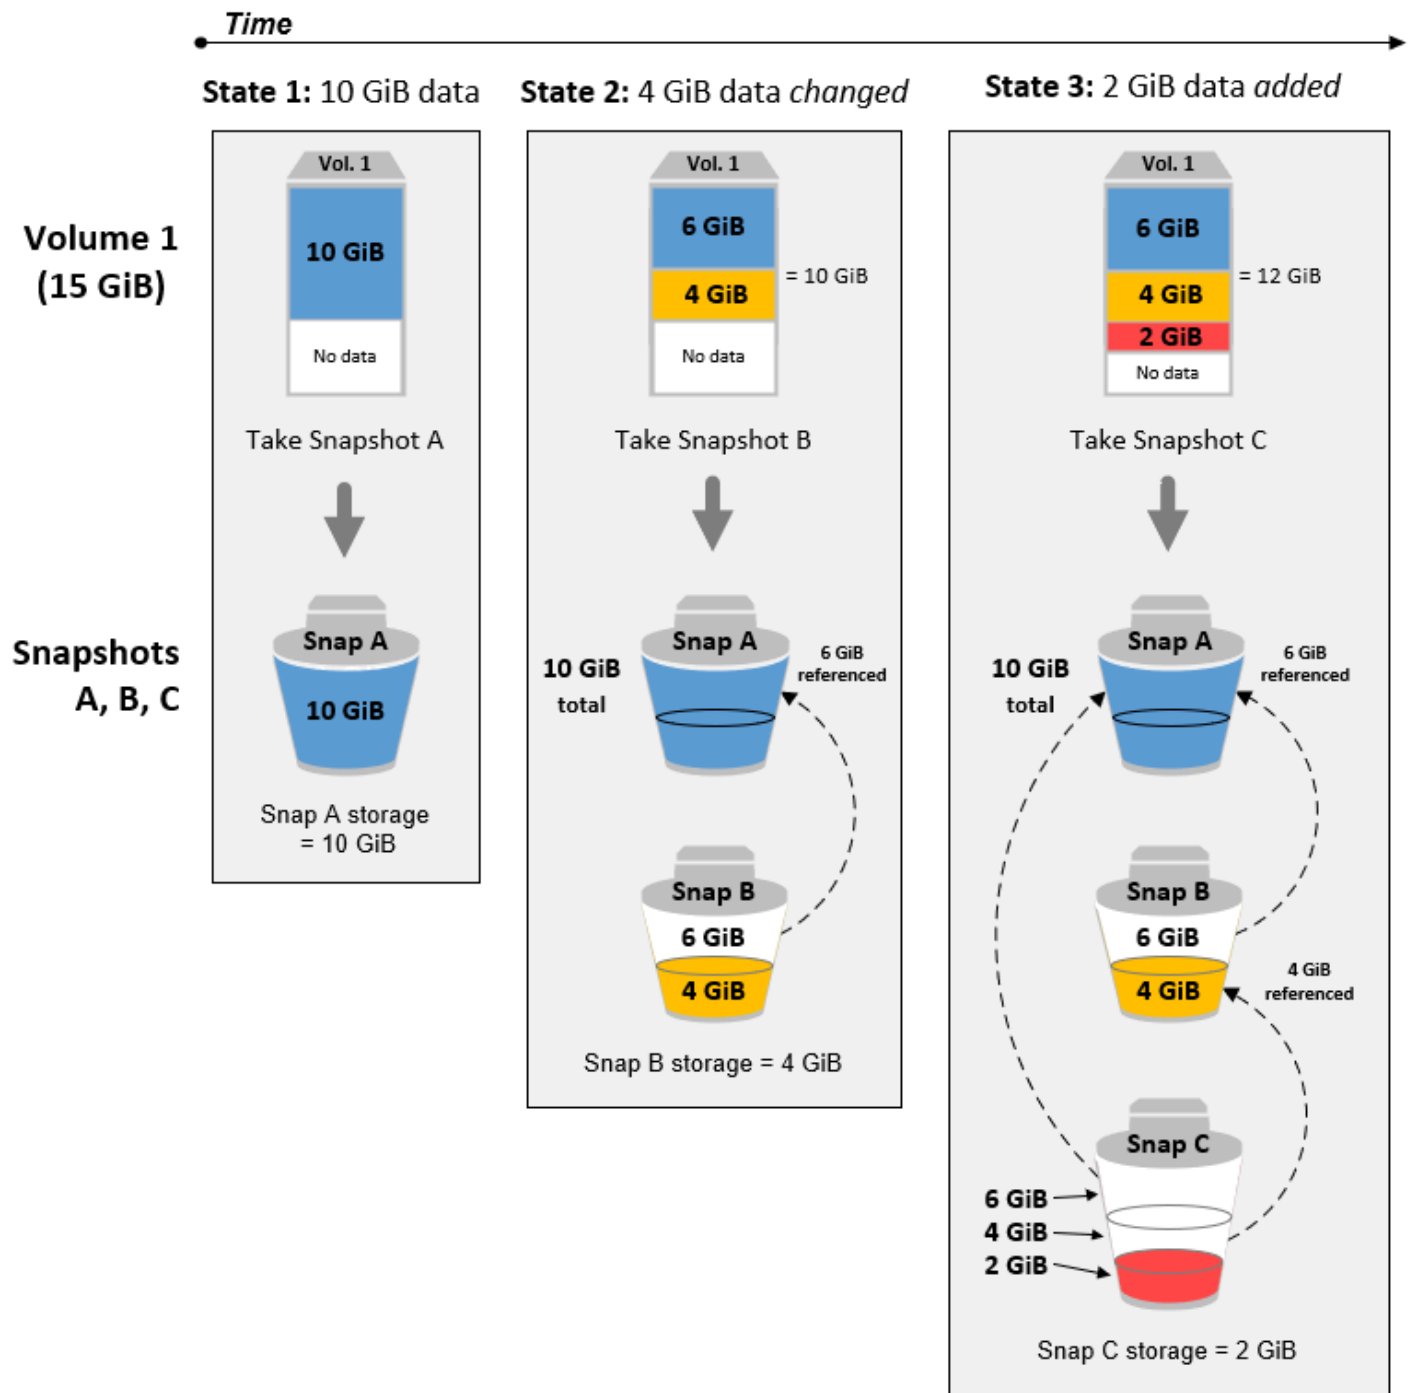 Time
State 1: 10 GiB data
State 2: 4 GiB data changed
State 3: 2 GiB data added
Volume 1
(15 GiB)
Vol. 1
10 GiB
No data
Take Snapshot A
Vol. 1
6 GiB
4 GiB
= 10 GiB
No data
Take Snapshot B
Vol. 1
6 GiB
4 GiB
= 12 GiB
2 GiB
No data
Take Snapshot C
Snapshots
A, B, C
Snap A
10 GiB
Snap A storage
= 10 GiB
10 GiB
total
Snap A
6 GiB
referenced
Snap B
6 GiB
4 GiB
Snap B storage = 4 GiB
10 GiB
total
Snap A
6 GiB
referenced
Snap B
6 GiB
4 GiB
4 GiB
referenced
Snap C
6 GiB
4 GiB
2 GiB
Snap C storage = 2 GiB